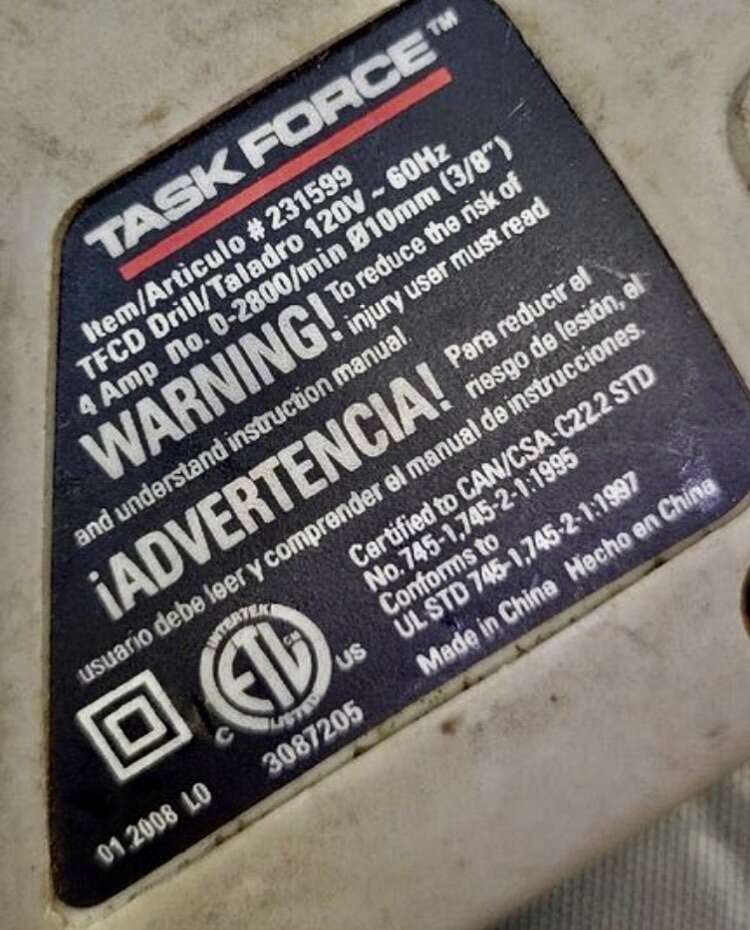 TASK FORCE™
Item/Artículo # 231599
TFCD Drill/Taladro 120V ~ 60Hz
4 Amp no. 0-2800/min Ø10mm (3/8")
WARNING! To reduce the risk of
injury user must read
and understand instruction manual.
¡ADVERTENCIA! Para reducir el
riesgo de lesión, el
usuario debe leer y comprender el manual de instrucciones.
Certified to CAN/CSA-C22.2 STD
No.745-1,745-2-1:1995
Conforms to
UL STD 745-1,745-2-1:1997
Made in China Hecho en China
INTERTEK
ETL CM
LISTED
C US
3087205
01.2008 LO